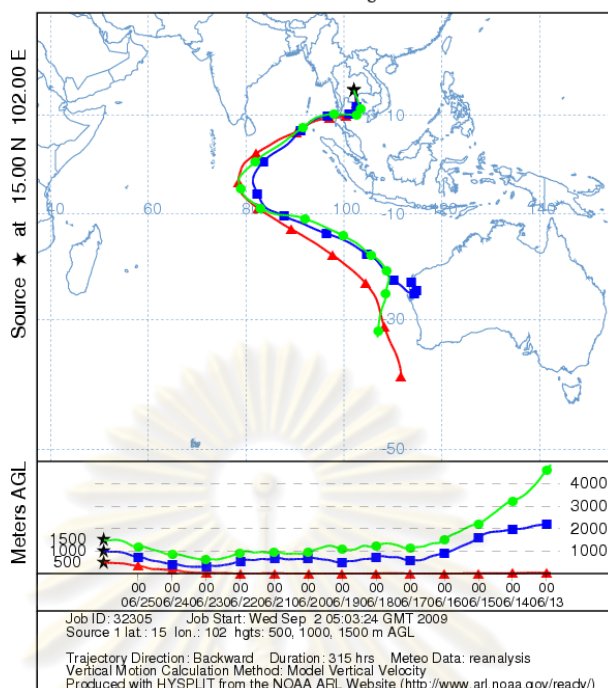 Source ★ at 15.00 N 102.00 E
10
40
60
80
100
120
140
-10
-30
-50
Meters AGL
1500
1000
500
4000
3000
2000
1000
00 00 00 00 00 00 00 00 00 00 00 00 00
06/25 06/24 06/23 06/22 06/21 06/20 06/19 06/18 06/17 06/16 06/15 06/14 06/13
Job ID: 32305 Job Start: Wed Sep 2 05:03:24 GMT 2009
Source 1 lat.: 15 lon.: 102 hgts: 500, 1000, 1500 m AGL
Trajectory Direction: Backward Duration: 315 hrs Meteo Data: reanalysis
Vertical Motion Calculation Method: Model Vertical Velocity
Produced with HYSPLIT from the NOAA ARL Website (http://www.arl.noaa.gov/ready/)